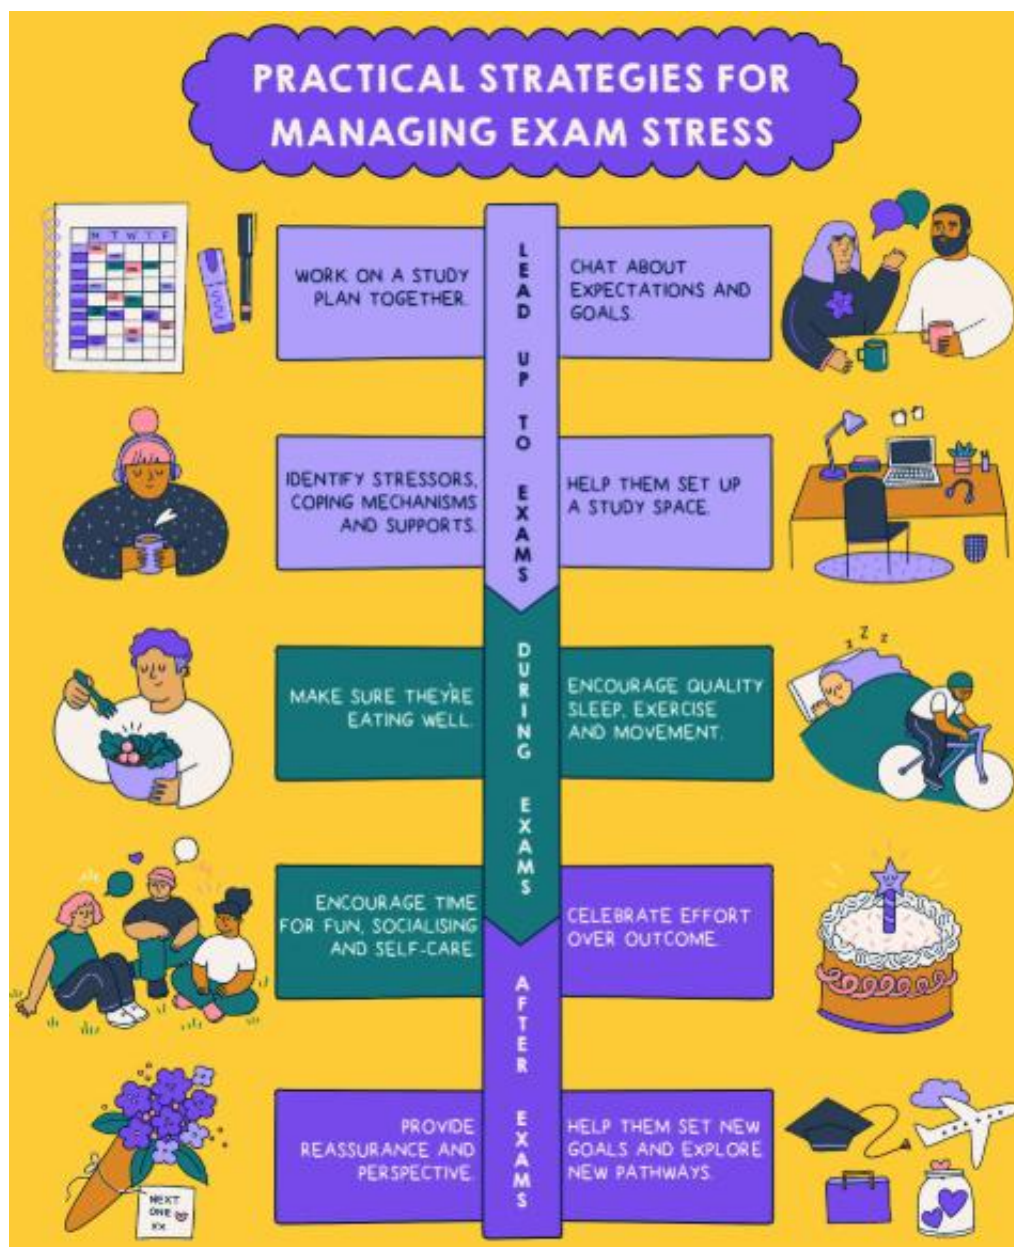 PRACTICAL STRATEGIES FOR
MANAGING EXAM STRESS
M T W T F
LEAD UP TO EXAMS
WORK ON A STUDY
PLAN TOGETHER.
CHAT ABOUT
EXPECTATIONS AND
GOALS.
IDENTIFY STRESSORS,
COPING MECHANISMS
AND SUPPORTS.
HELP THEM SET UP
A STUDY SPACE.
DURING EXAMS
MAKE SURE THEY'RE
EATING WELL.
z Z z
ENCOURAGE QUALITY
SLEEP, EXERCISE
AND MOVEMENT.
ENCOURAGE TIME
FOR FUN, SOCIALISING
AND SELF-CARE
AFTER EXAMS
CELEBRATE EFFORT
OVER OUTCOME.
PROVIDE
REASSURANCE AND
PERSPECTIVE.
HELP THEM SET NEW
GOALS AND EXPLORE
NEW PATHWAYS.
NEXT
ONE
XX